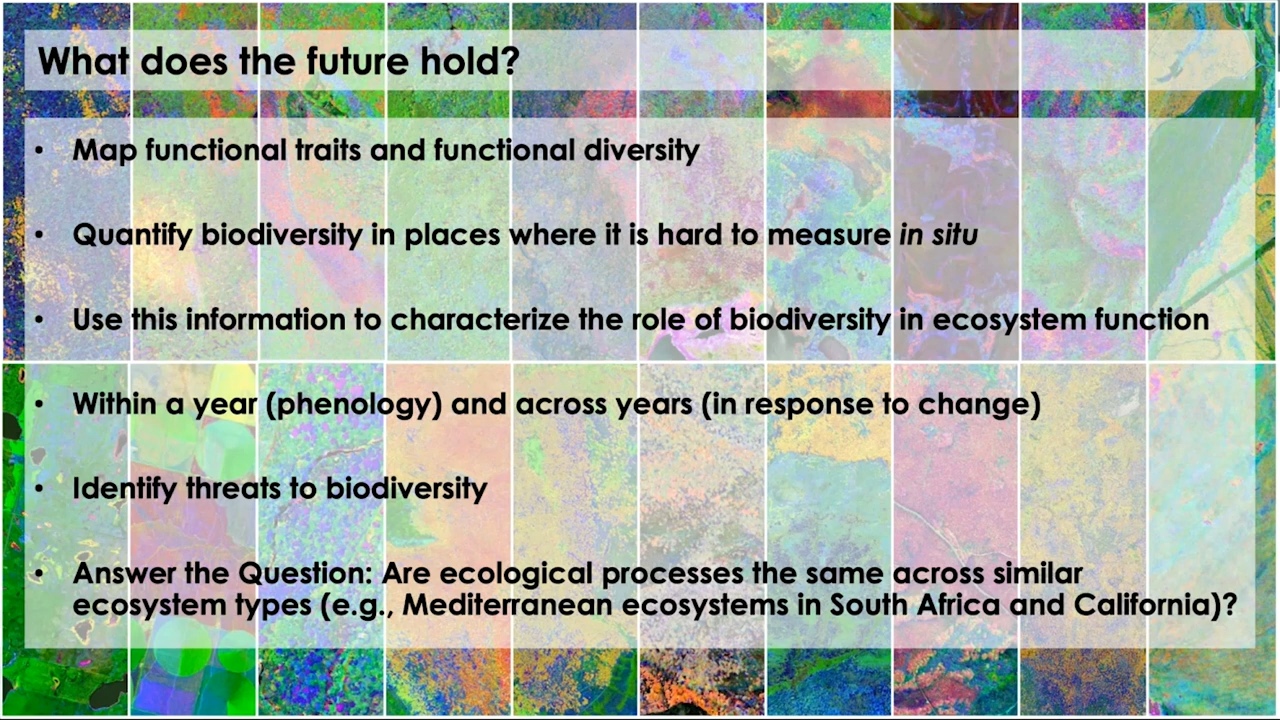 What does the future hold?
• Map functional traits and functional diversity
• Quantify biodiversity in places where it is hard to measure in situ
• Use this information to characterize the role of biodiversity in ecosystem function
• Within a year (phenology) and across years (in response to change)
• Identify threats to biodiversity
• Answer the Question: Are ecological processes the same across similar
ecosystem types (e.g., Mediterranean ecosystems in South Africa and California)?